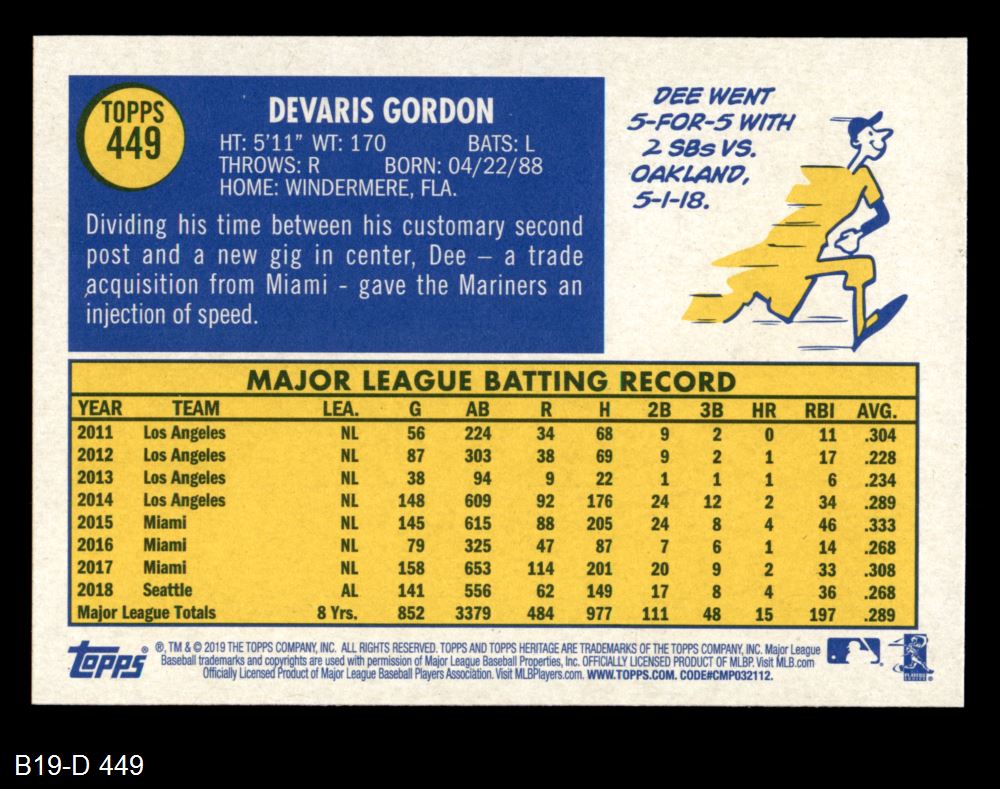 TOPPS
449
DEVARIS GORDON
HT: 5'11" WT: 170 BATS: L
THROWS: R BORN: 04/22/88
HOME: WINDERMERE, FLA.
Dividing his time between his customary second
post and a new gig in center, Dee – a trade
acquisition from Miami - gave the Mariners an
injection of speed.
DEE WENT
5-FOR-5 WITH
2 SBs VS.
OAKLAND,
5-1-18.
MAJOR LEAGUE BATTING RECORD
YEAR TEAM LEA. G AB R H 2B 3B HR RBI AVG.
2011 Los Angeles NL 56 224 34 68 9 2 0 11 .304
2012 Los Angeles NL 87 303 38 69 9 2 1 17 .228
2013 Los Angeles NL 38 94 9 22 1 1 1 6 .234
2014 Los Angeles NL 148 609 92 176 24 12 2 34 .289
2015 Miami NL 145 615 88 205 24 8 4 46 .333
2016 Miami NL 79 325 47 87 7 6 1 14 .268
2017 Miami NL 158 653 114 201 20 9 2 33 .308
2018 Seattle AL 141 556 62 149 17 8 4 36 .268
Major League Totals 8 Yrs. 852 3379 484 977 111 48 15 197 .289
topps ®
®, TM & © 2019 THE TOPPS COMPANY, INC. ALL RIGHTS RESERVED. TOPPS AND TOPPS HERITAGE ARE TRADEMARKS OF THE TOPPS COMPANY, INC. Major League
Baseball trademarks and copyrights are used with permission of Major League Baseball Properties, Inc. OFFICIALLY LICENSED PRODUCT OF MLBP. Visit MLB.com
Officially Licensed Product of Major League Baseball Players Association. Visit MLBPlayers.com. WWW.TOPPS.COM. CODE#CMP032112.
B19-D 449